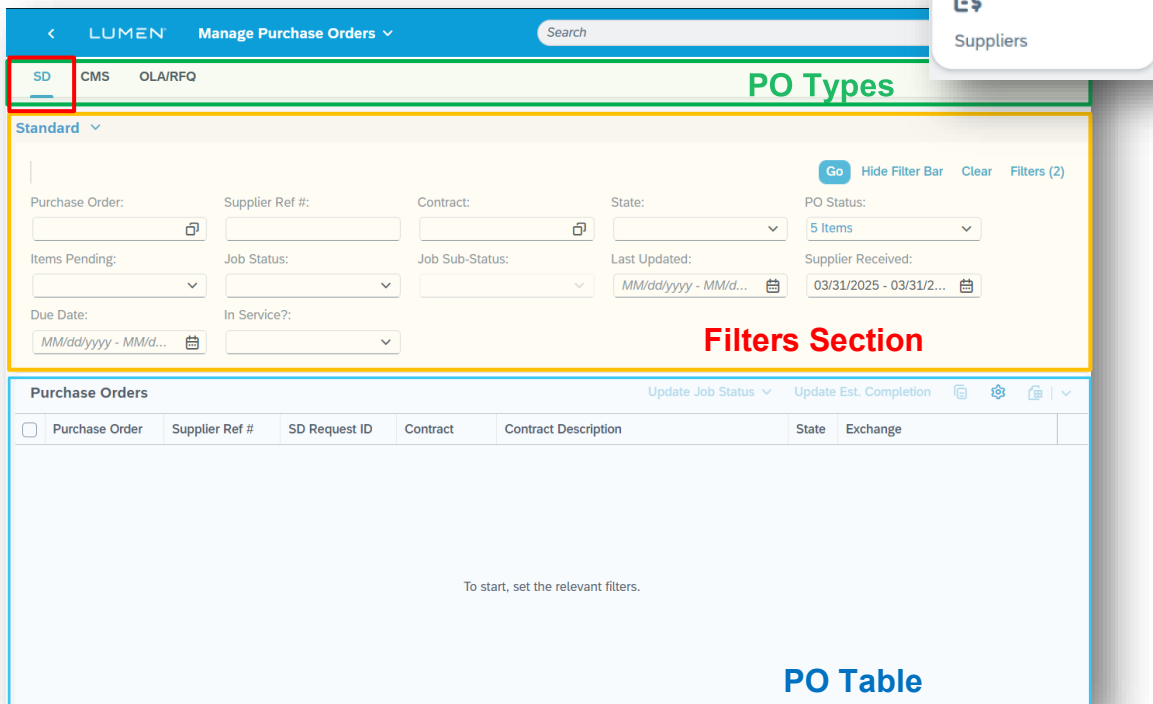 LUMEN® Manage Purchase Orders Search
Suppliers
SD CMS OLA/RFQ
PO Types
Standard
Go Hide Filter Bar Clear Filters (2)
Purchase Order: Supplier Ref #: Contract: State: PO Status:
5 Items
Items Pending: Job Status: Job Sub-Status: Last Updated: Supplier Received:
MM/dd/yyyy - MM/d... 03/31/2025 - 03/31/2...
Due Date: In Service?:
MM/dd/yyyy - MM/d...
Filters Section
Purchase Orders Update Job Status Update Est. Completion
Purchase Order Supplier Ref # SD Request ID Contract Contract Description State Exchange
To start, set the relevant filters.
PO Table